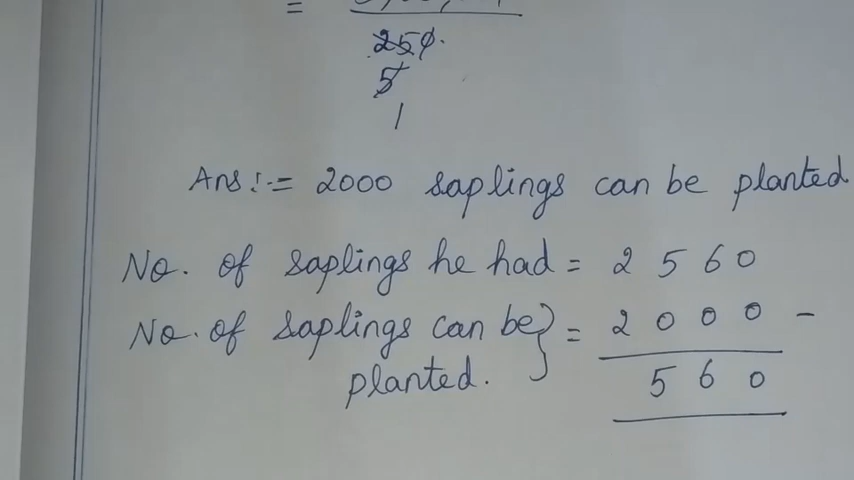 =
250.
5
1
Ans:- = 2000 saplings can be planted
No. of saplings he had = 2560
No. of saplings can be} = 2000 -
planted.
560